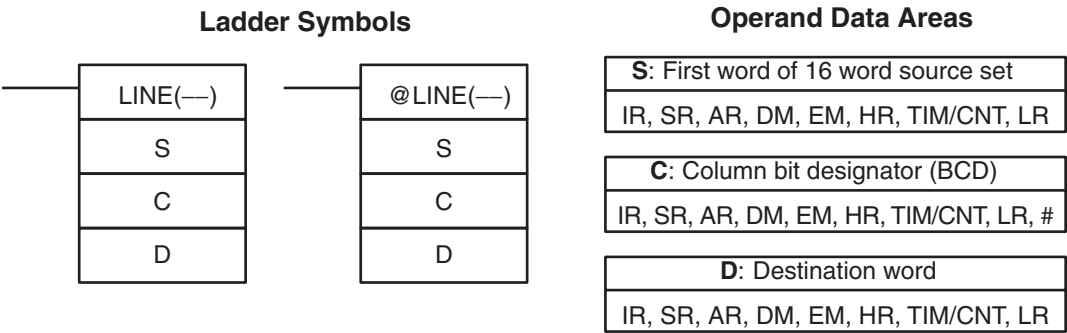 Ladder Symbols
LINE(––)
S
C
D
@LINE(––)
S
C
D
Operand Data Areas
S: First word of 16 word source set
IR, SR, AR, DM, EM, HR, TIM/CNT, LR
C: Column bit designator (BCD)
IR, SR, AR, DM, EM, HR, TIM/CNT, LR, #
D: Destination word
IR, SR, AR, DM, EM, HR, TIM/CNT, LR